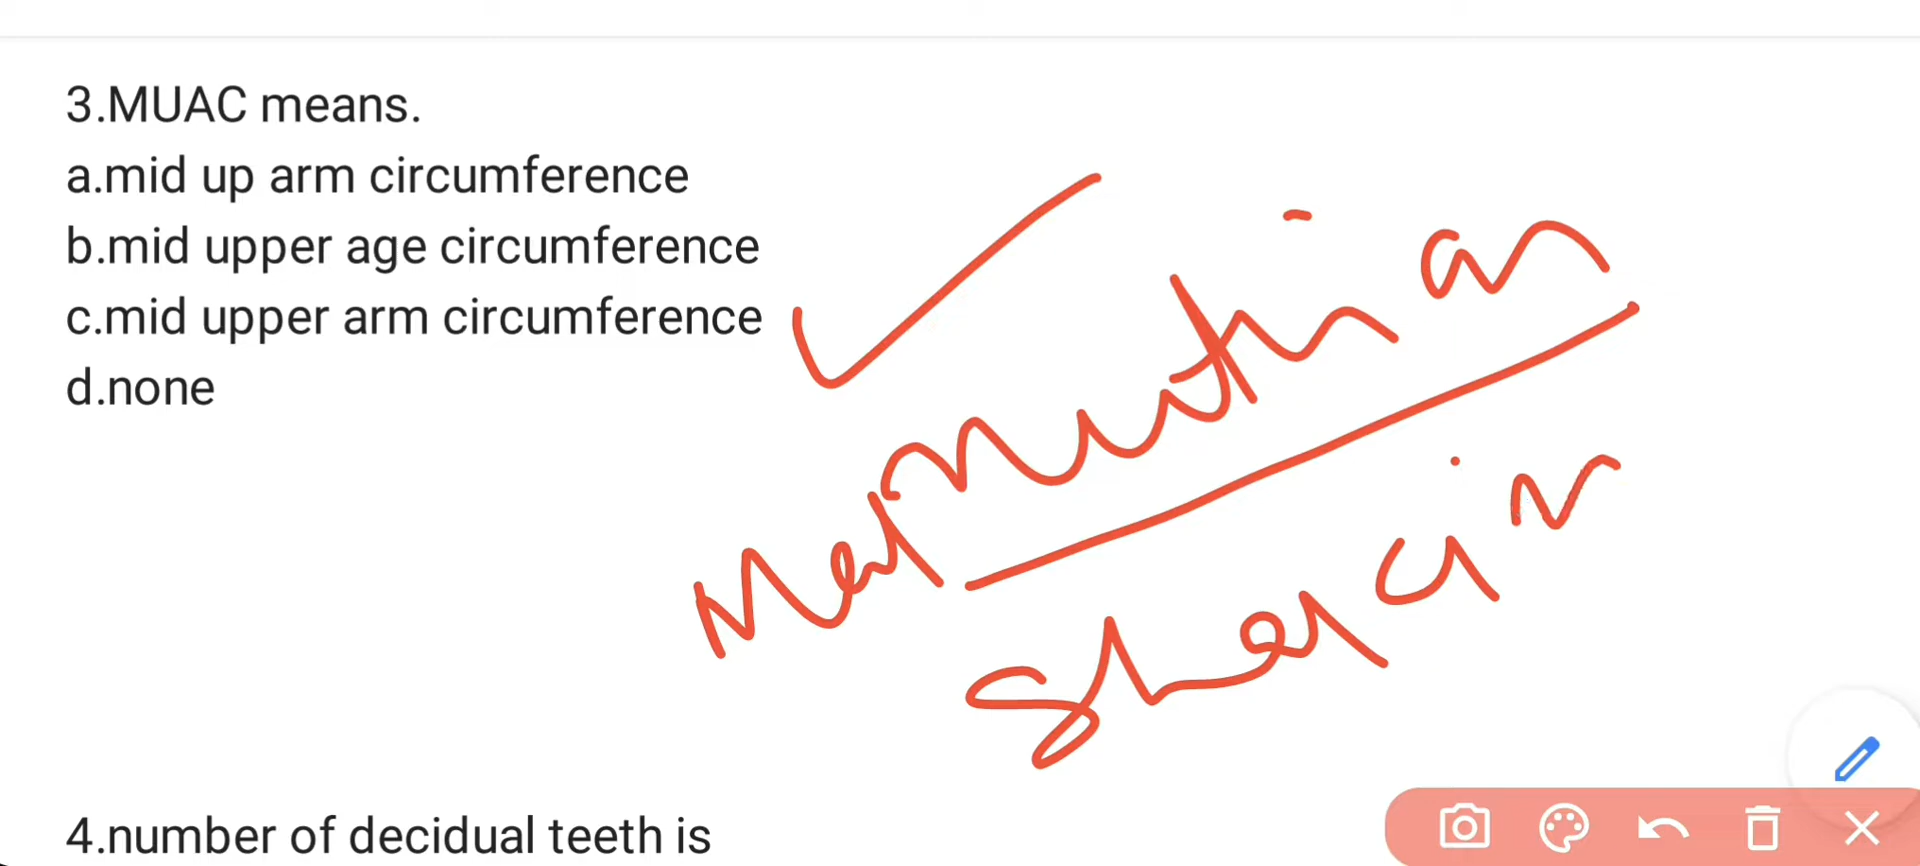 3.MUAC means.
a.mid up arm circumference
b.mid upper age circumference
c.mid upper arm circumference
d.none
4.number of decidual teeth is